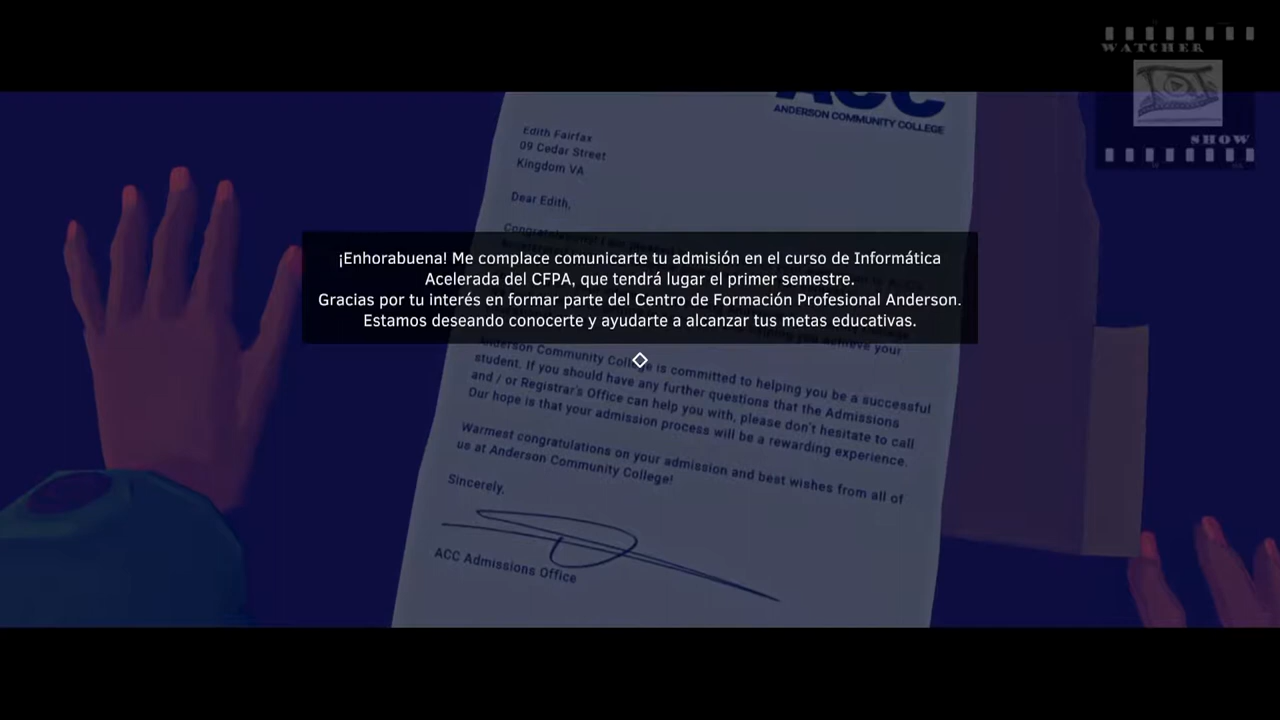 WATCHER
SHOW
ACC
ANDERSON COMMUNITY COLLEGE
Edith Fairfax
09 Cedar Street
Kingdom VA
Dear Edith,
¡Enhorabuena! Me complace comunicarte tu admisión en el curso de Informática
Acelerada del CFPA, que tendrá lugar el primer semestre.
Gracias por tu interés en formar parte del Centro de Formación Profesional Anderson.
Estamos deseando conocerte y ayudarte a alcanzar tus metas educativas.
achieve your
Anderson Community College is committed to helping you be a successful
student. If you should have any further questions that the Admissions
and / or Registrar's Office can help you with, please don't hesitate to call
Our hope is that your admission process will be a rewarding experience.
Warmest congratulations on your admission and best wishes from all of
us at Anderson Community College!
Sincerely,
ACC Admissions Office